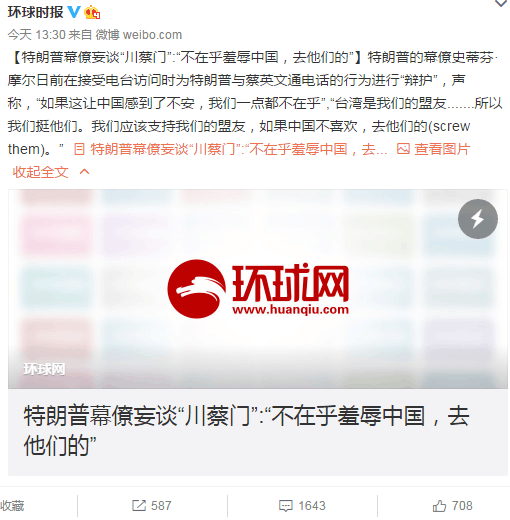 环球时报
今天 13:30 来自 微博 weibo.com
【特朗普幕僚妄谈“川蔡门”:“不在乎羞辱中国，去他们的”】特朗普的幕僚史蒂芬·
摩尔日前在接受电台访问时为特朗普与蔡英文通电话的行为进行“辩护”，声
称，“如果这让中国感到了不安，我们一点都不在乎”,“台湾是我们的盟友.......所以
我们挺他们。我们应该支持我们的盟友，如果中国不喜欢，去他们的(screw
them)。” 特朗普幕僚妄谈“川蔡门”:“不在乎羞辱中国，去... 查看图片
收起全文
环球网
www.huanqiu.com
环球网
特朗普幕僚妄谈“川蔡门”:“不在乎羞辱中国，去
他们的”
收藏 587 1643 708